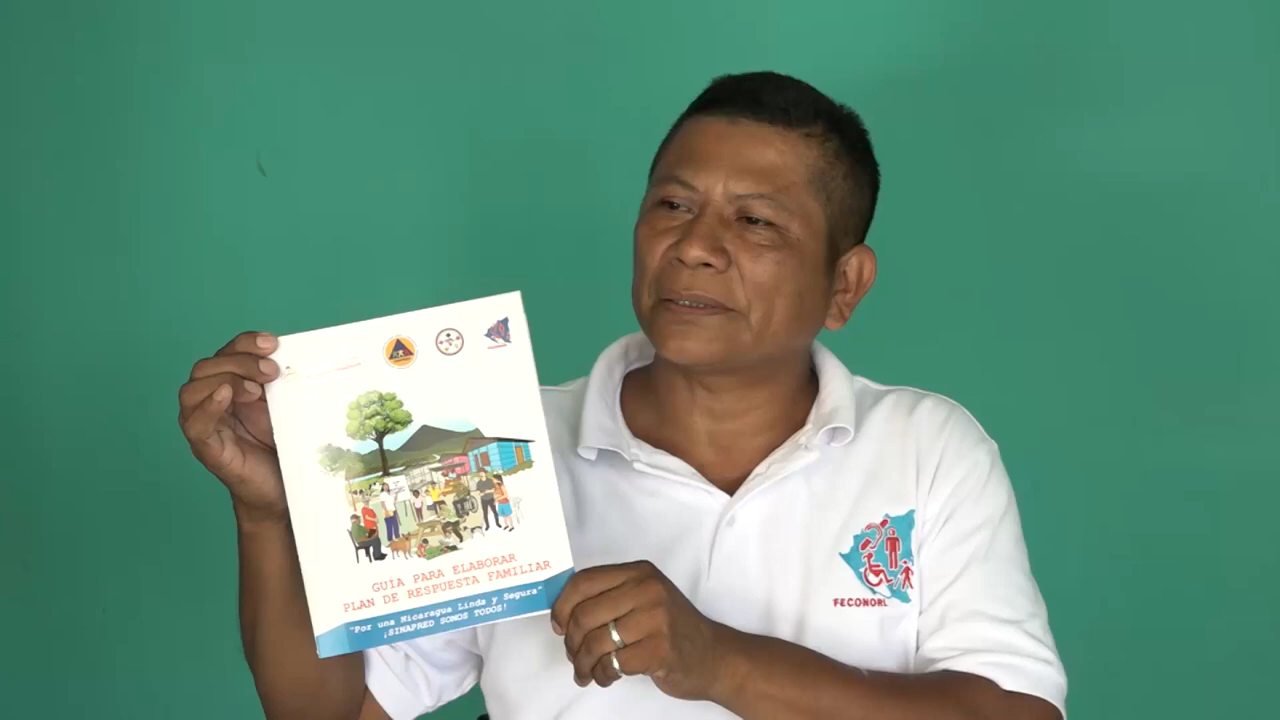 GUIA PARA ELABORAR
PLAN DE RESPUESTA FAMILIAR
"Por una Nicaragua Linda y Segura"
¡SINAPRED SOMOS TODOS!
FECONORI